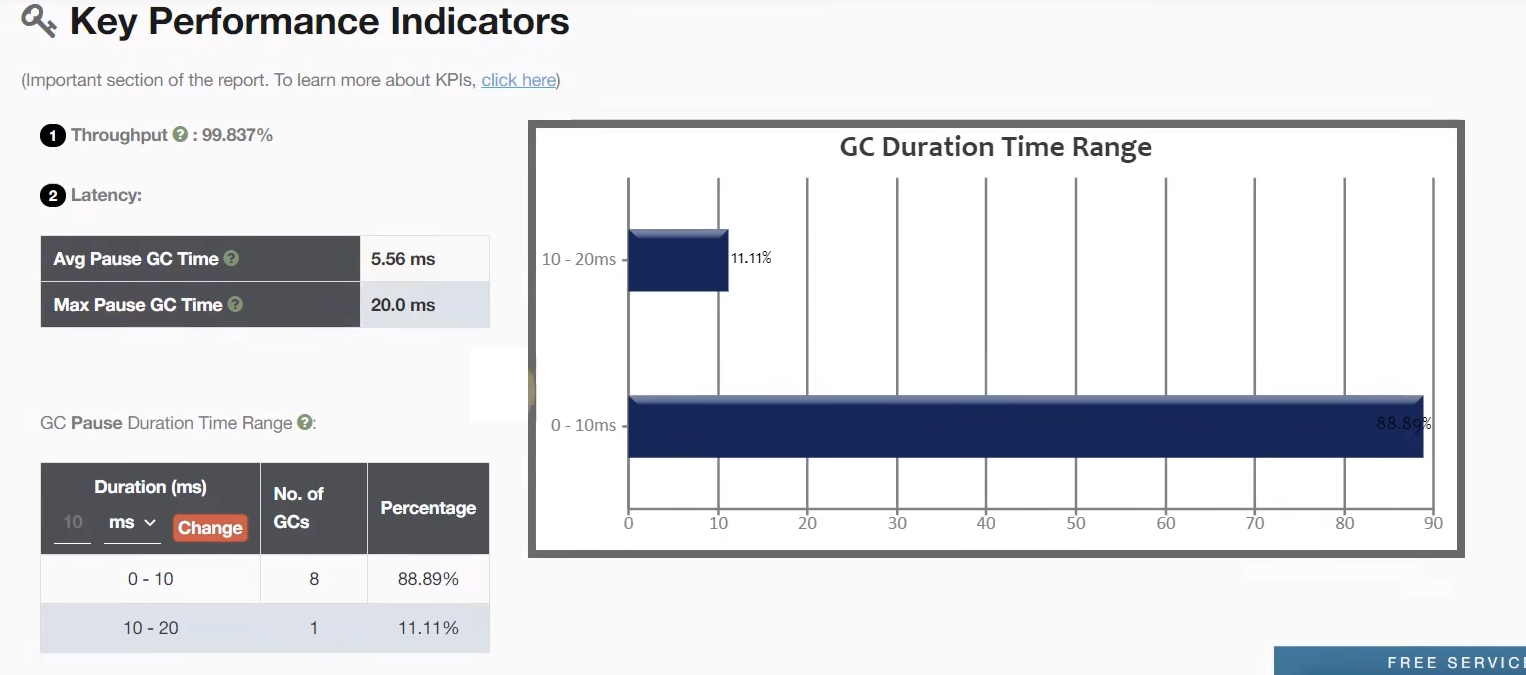 Key Performance Indicators
(Important section of the report. To learn more about KPIs, click here)
1 Throughput ? : 99.837%
2 Latency:
Avg Pause GC Time ? 5.56 ms
Max Pause GC Time ? 20.0 ms
GC Pause Duration Time Range ?:
Duration (ms)
10 ms Change
No. of
GCs
Percentage
0 - 10 8 88.89%
10 - 20 1 11.11%
GC Duration Time Range
10 - 20ms 11.11%
0 - 10ms 88.89%
0 10 20 30 40 50 60 70 80 90
FREE